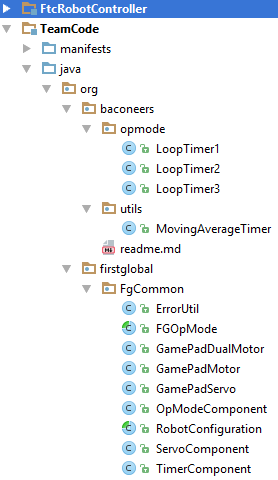 FtcRobotController
TeamCode
manifests
java
org
baconeers
opmode
LoopTimer1
LoopTimer2
LoopTimer3
utils
MovingAverageTimer
readme.md
firstglobal
FgCommon
ErrorUtil
FGOpMode
GamePadDualMotor
GamePadMotor
GamePadServo
OpModeComponent
RobotConfiguration
ServoComponent
TimerComponent